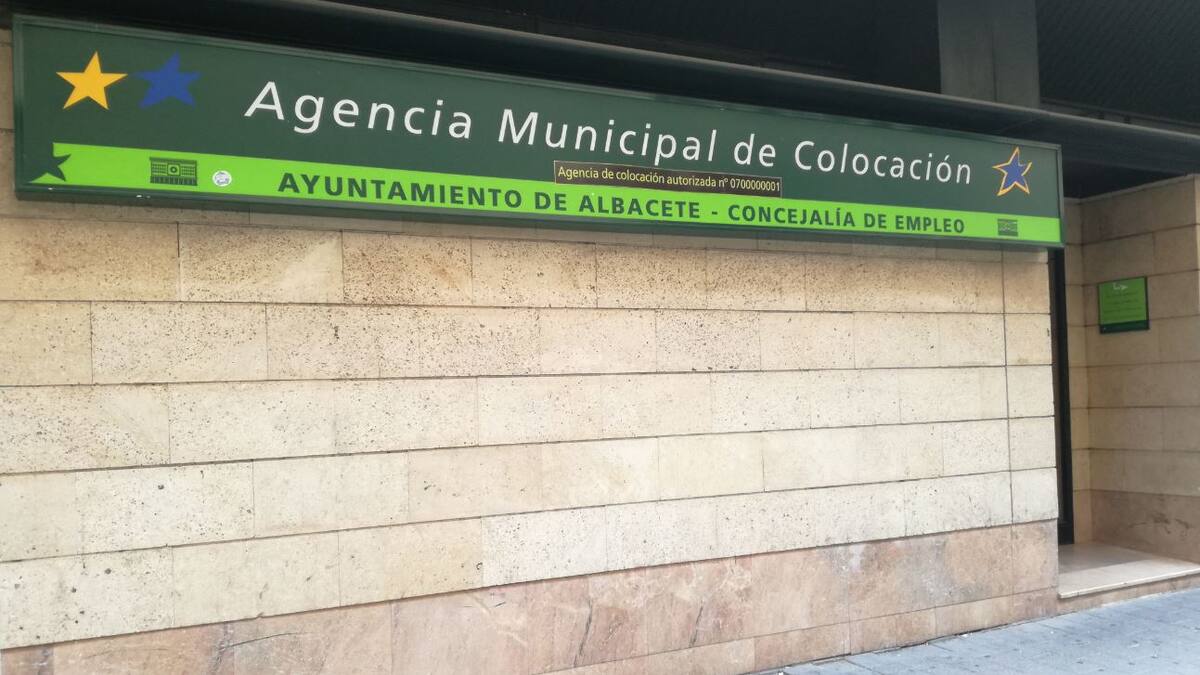 Agencia Municipal de Colocación
Agencia de colocación autorizada nº 0700000001
AYUNTAMIENTO DE ALBACETE - CONCEJALÍA DE EMPLEO